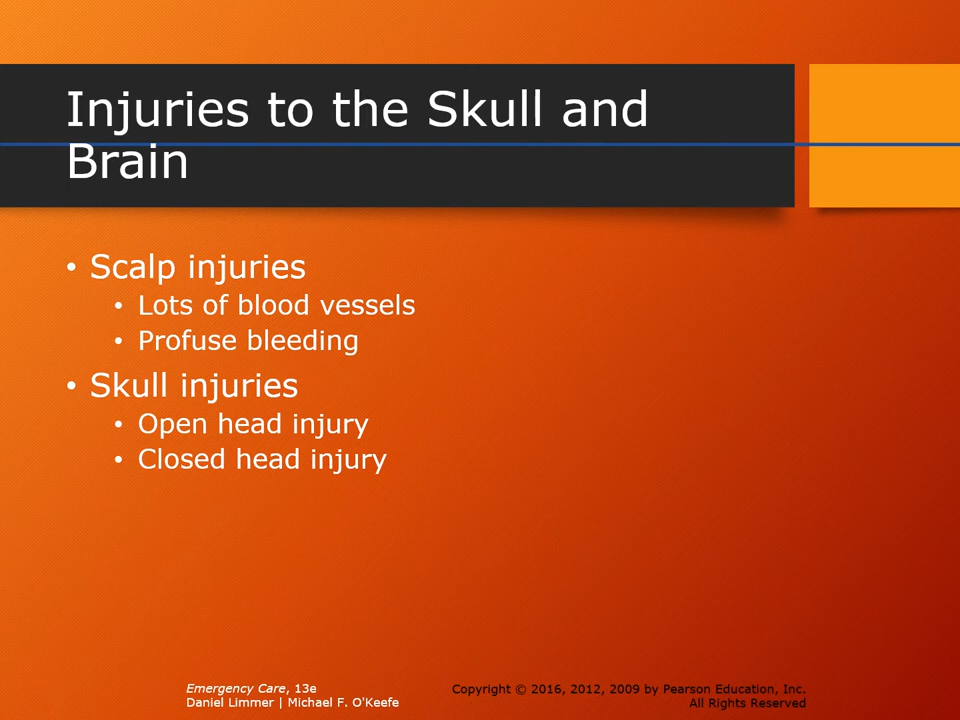 Injuries to the Skull and
Brain
• Scalp injuries
• Lots of blood vessels
• Profuse bleeding
• Skull injuries
• Open head injury
• Closed head injury
Emergency Care, 13e
Daniel Limmer | Michael F. O'Keefe
Copyright © 2016, 2012, 2009 by Pearson Education, Inc.
All Rights Reserved